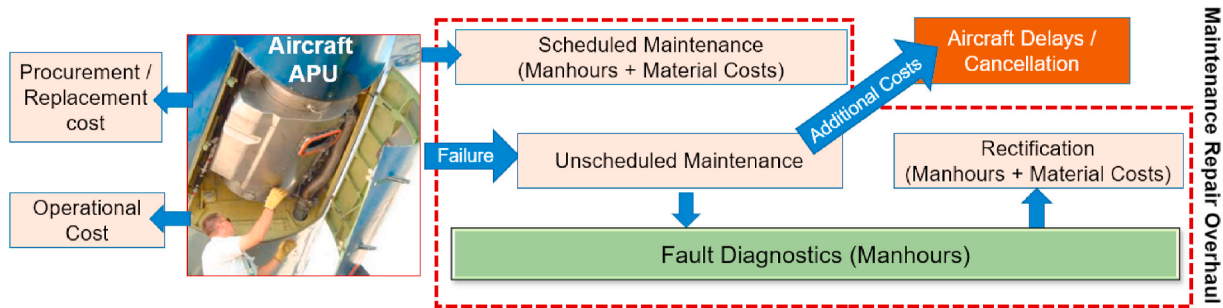 Procurement /
Replacement
cost
Operational
Cost
Aircraft
APU
Scheduled Maintenance
(Manhours + Material Costs)
Failure
Unscheduled Maintenance
Additional Costs
Aircraft Delays /
Cancellation
Rectification
(Manhours + Material Costs)
Fault Diagnostics (Manhours)
Maintenance Repair Overhaul